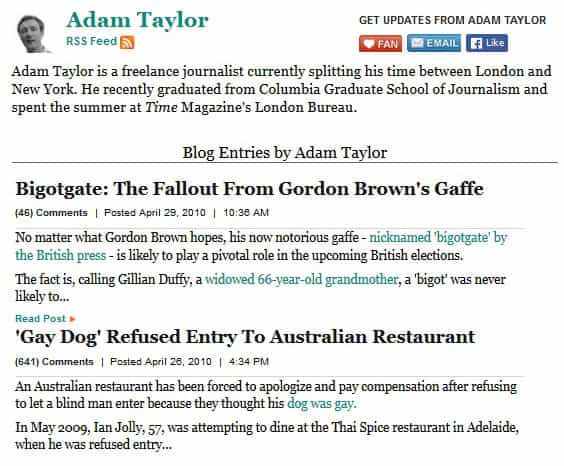 Adam Taylor
RSS Feed
GET UPDATES FROM ADAM TAYLOR
FAN EMAIL Like
Adam Taylor is a freelance journalist currently splitting his time between London and
New York. He recently graduated from Columbia Graduate School of Journalism and
spent the summer at Time Magazine's London Bureau.
Blog Entries by Adam Taylor
Bigotgate: The Fallout From Gordon Brown's Gaffe
(46) Comments | Posted April 29, 2010 | 10:36 AM
No matter what Gordon Brown hopes, his now notorious gaffe - nicknamed 'bigotgate' by
the British press - is likely to play a pivotal role in the upcoming British elections.
The fact is, calling Gillian Duffy, a widowed 66-year-old grandmother, a 'bigot' was never
likely to...
Read Post
'Gay Dog' Refused Entry To Australian Restaurant
(641) Comments | Posted April 26, 2010 | 4:34 PM
An Australian restaurant has been forced to apologize and pay compensation after refusing
to let a blind man enter because they thought his dog was gay.
In May 2009, Ian Jolly, 57, was attempting to dine at the Thai Spice restaurant in Adelaide,
when he was refused entry...